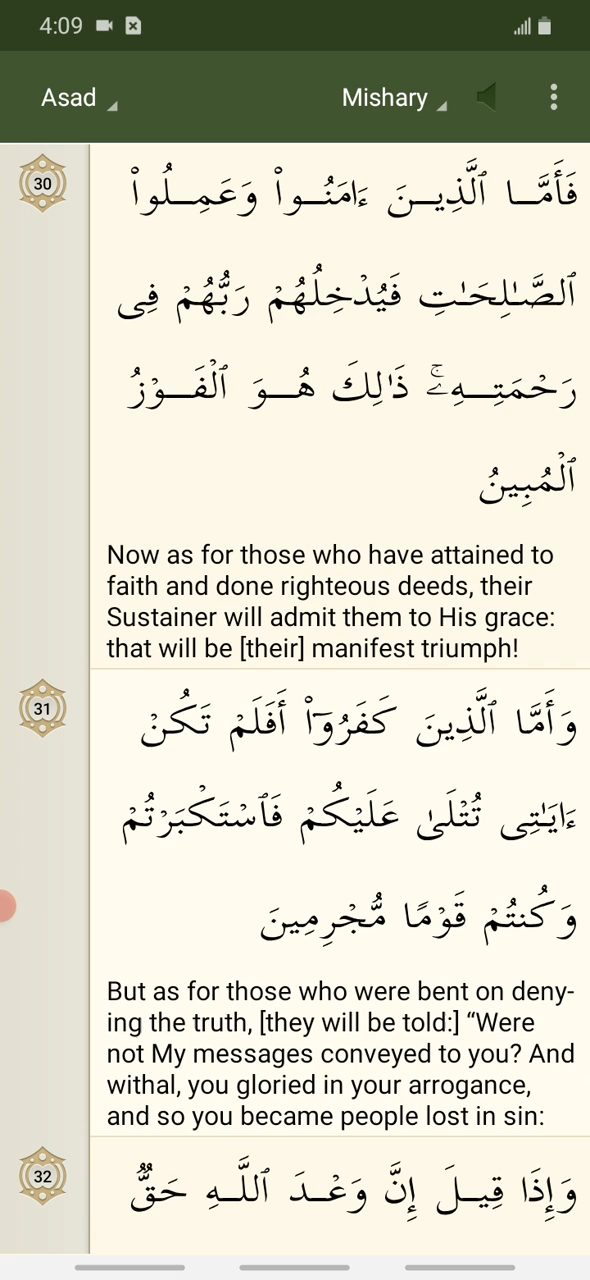 4:09
Asad
Mishary
30
فَأَمَّا ٱلَّذِينَ ءَامَنُوا۟ وَعَمِلُوا۟
ٱلصَّـٰلِحَـٰتِ فَيُدْخِلُهُمْ رَبُّهُمْ فِى
رَحْمَتِهِۦ ۚ ذَٰلِكَ هُوَ ٱلْفَوْزُ
ٱلْمُبِينُ
Now as for those who have attained to
faith and done righteous deeds, their
Sustainer will admit them to His grace:
that will be [their] manifest triumph!
31
وَأَمَّا ٱلَّذِينَ كَفَرُوٓا۟ أَفَلَمْ تَكُنْ
ءَايَـٰتِى تُتْلَىٰ عَلَيْكُمْ فَٱسْتَكْبَرْتُمْ
وَكُنتُمْ قَوْمًا مُّجْرِمِينَ
But as for those who were bent on deny-
ing the truth, [they will be told:] “Were
not My messages conveyed to you? And
withal, you gloried in your arrogance,
and so you became people lost in sin:
32
وَإِذَا قِيلَ إِنَّ وَعْدَ ٱللَّهِ حَقٌّ